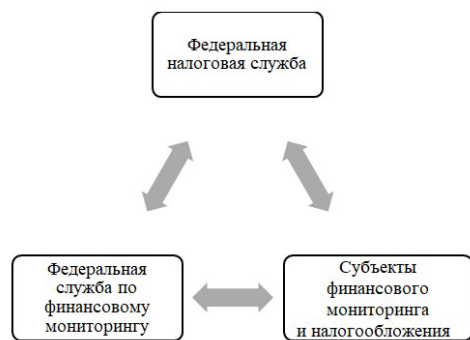 Федеральная
налоговая служба
Федеральная
служба по
финансовому
мониторингу
Субъекты
финансового
мониторинга
и налогообложения